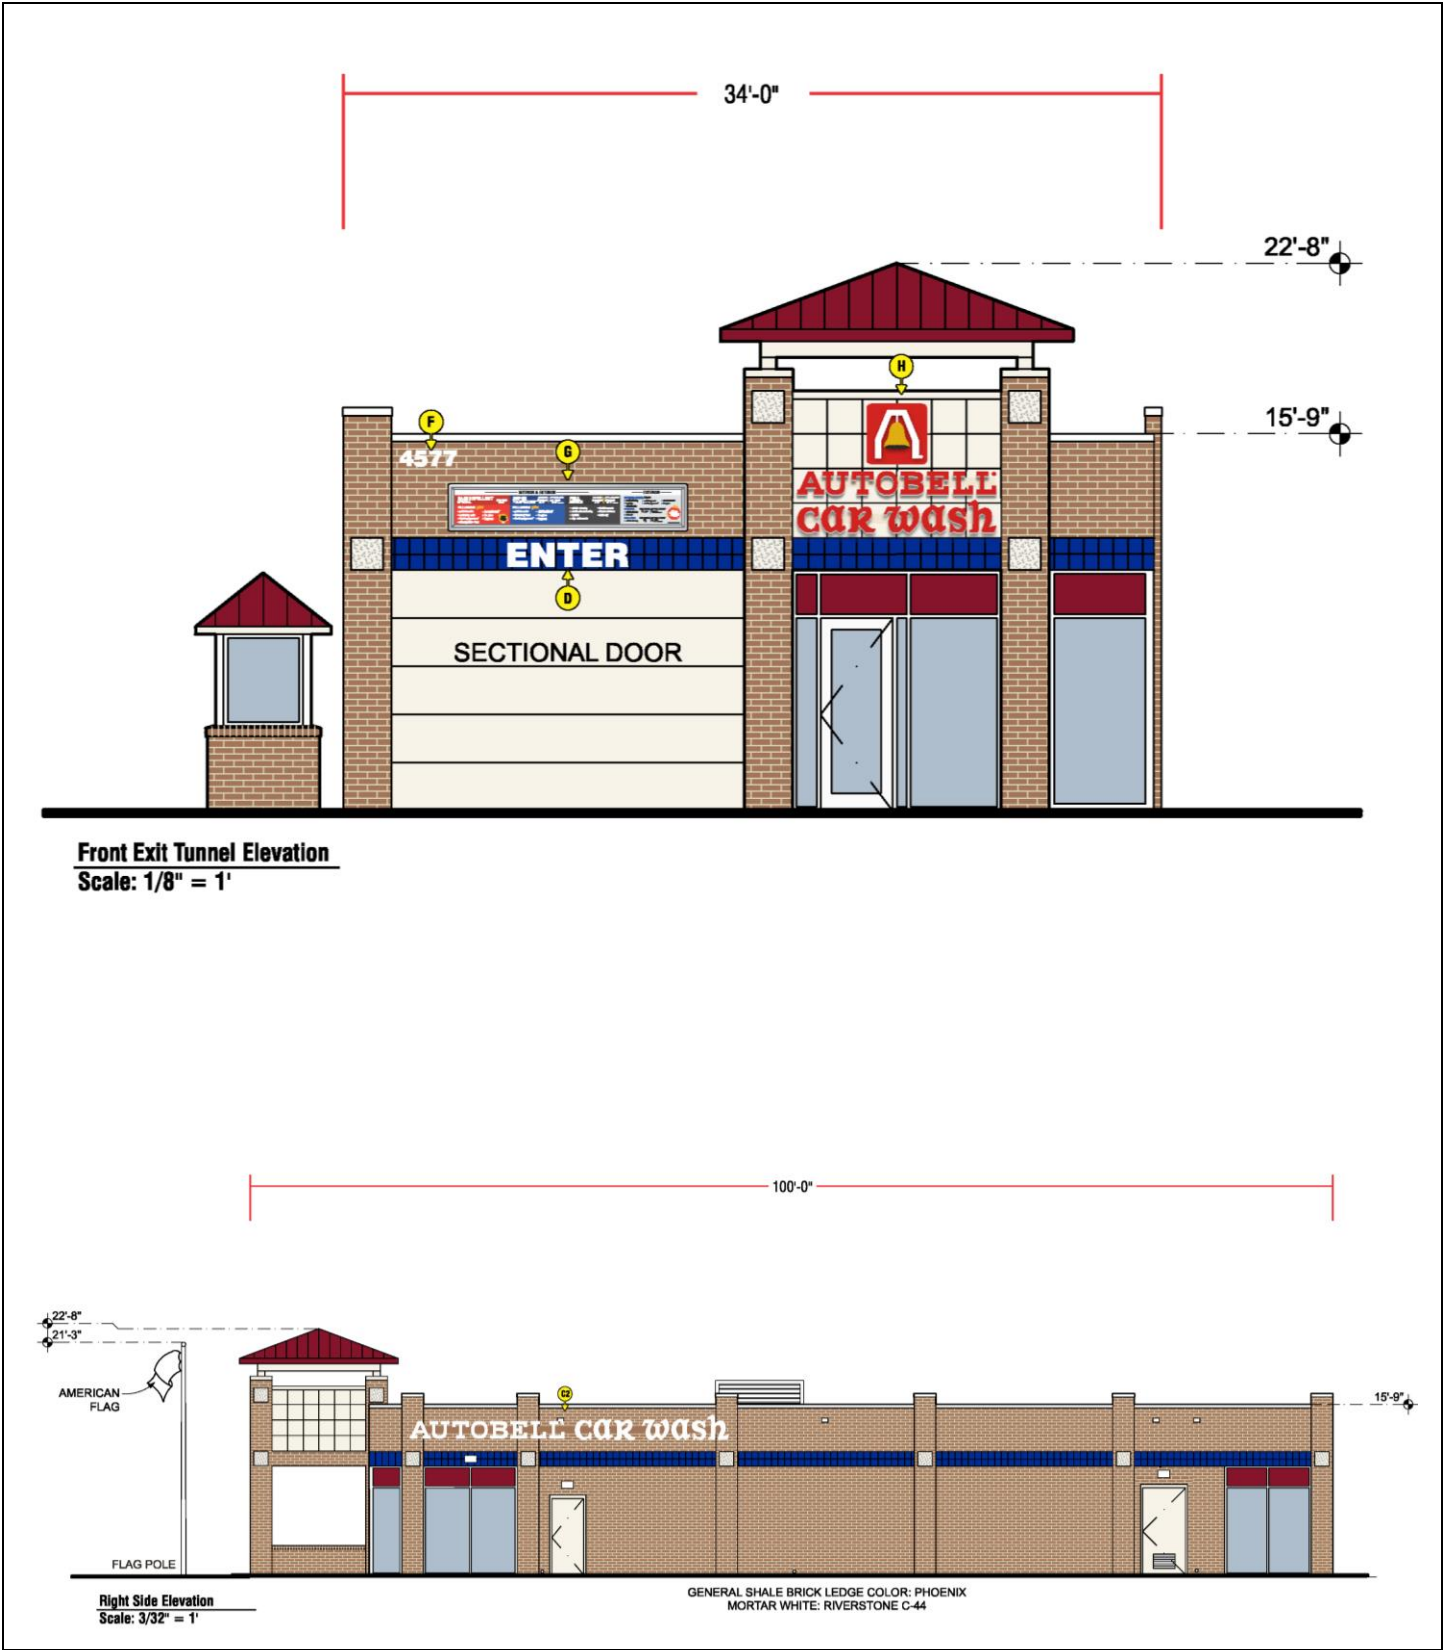 34'-0"
22'-8"
H
F
15'-9"
G
4577
AUTOBELL
CAR WASH
ENTER
D
SECTIONAL DOOR
Front Exit Tunnel Elevation
Scale: 1/8" = 1'
100'-0"
22'-8"
21'-3"
AMERICAN
FLAG
C2
15'-9"
AUTOBELL CAR WASH
FLAG POLE
GENERAL SHALE BRICK LEDGE COLOR: PHOENIX
MORTAR WHITE: RIVERSTONE C-44
Right Side Elevation
Scale: 3/32" = 1'